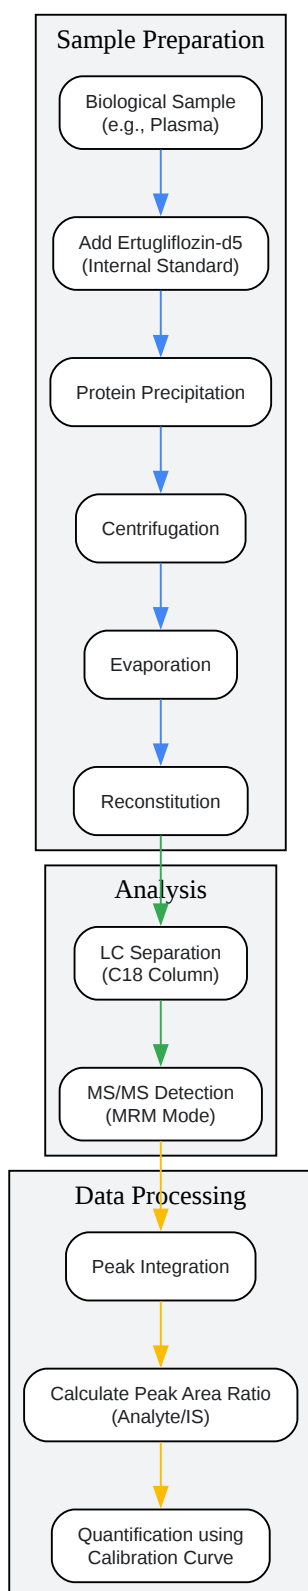 Sample Preparation
Biological Sample
(e.g., Plasma)
Add Ertugliflozin-d5
(Internal Standard)
Protein Precipitation
Centrifugation
Evaporation
Reconstitution
Analysis
LC Separation
(C18 Column)
MS/MS Detection
(MRM Mode)
Data Processing
Peak Integration
Calculate Peak Area Ratio
(Analyte/IS)
Quantification using
Calibration Curve